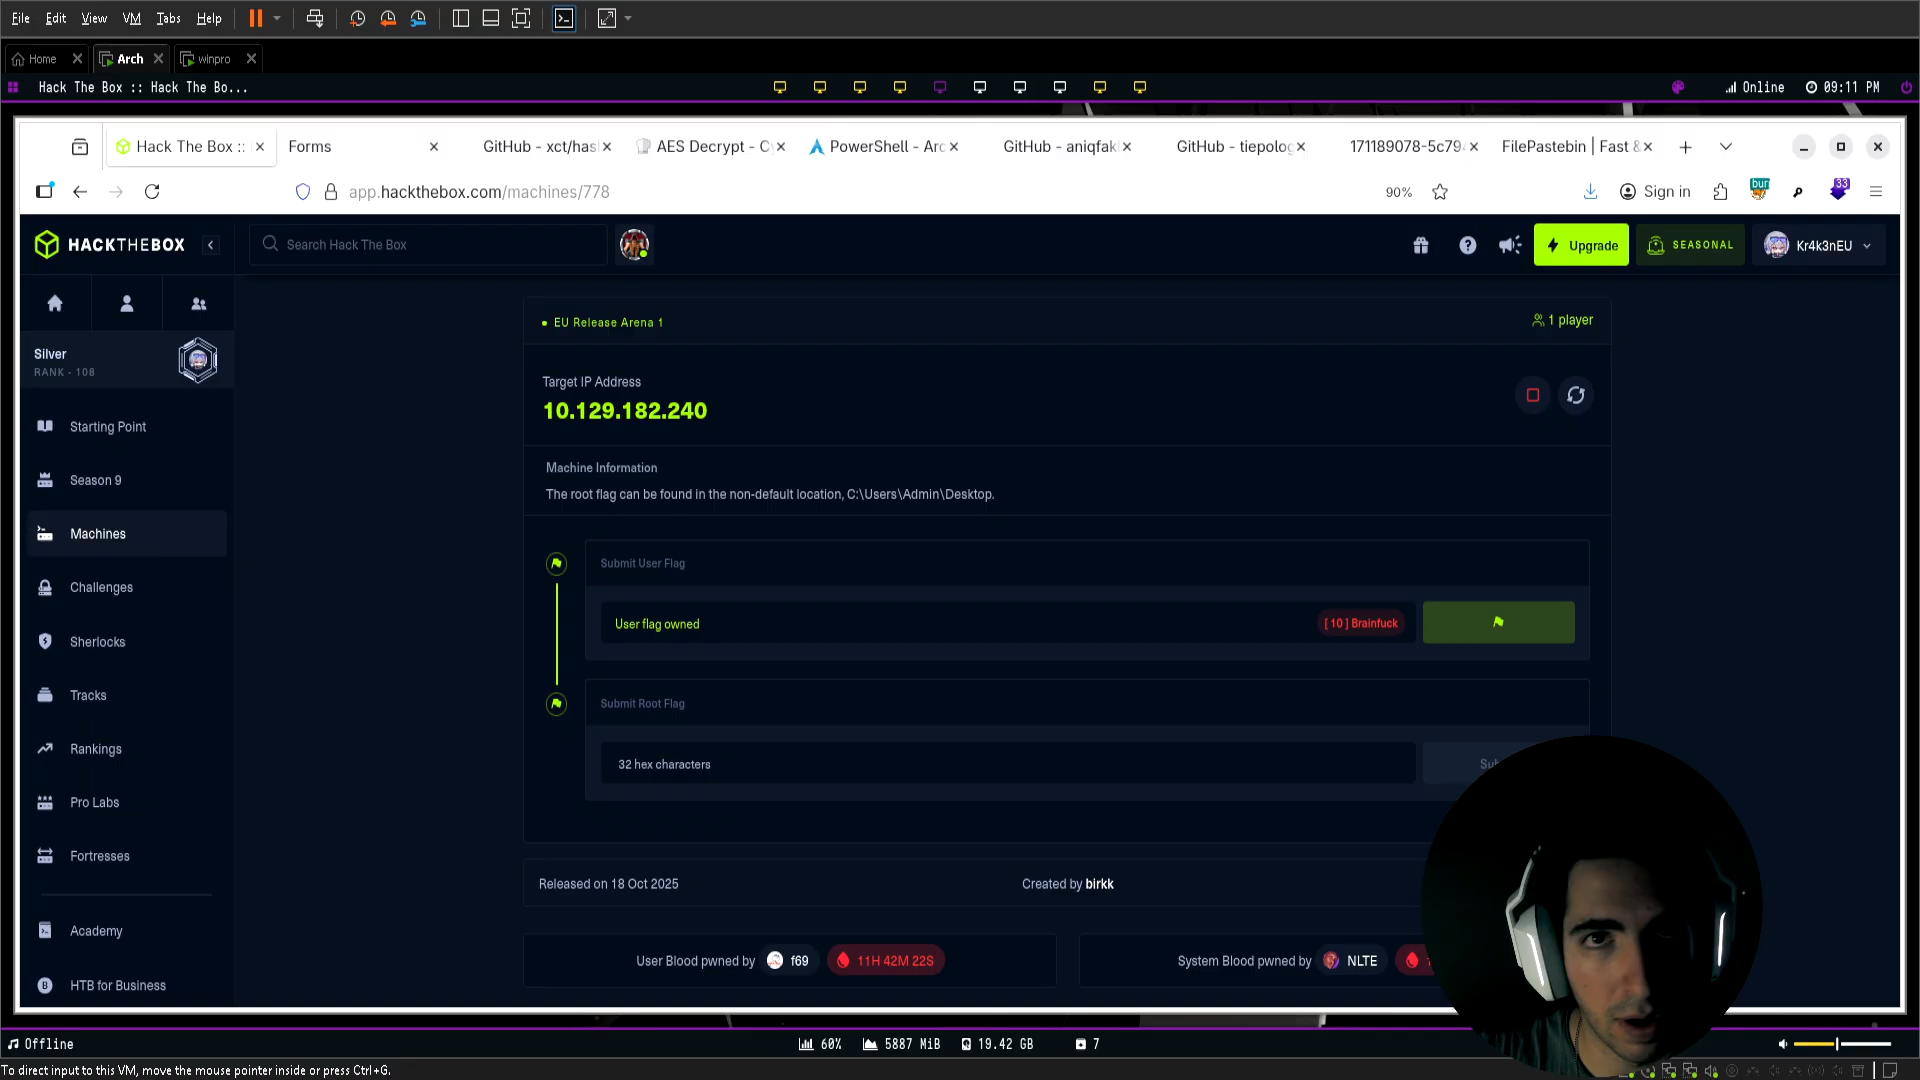 File Edit View VM Tabs Help
Home Arch winpro
Hack The Box :: Hack The Bo... Online 09:11 PM
Hack The Box :: Forms GitHub - xct/has AES Decrypt - Cy PowerShell - Arc GitHub - aniqfak GitHub - tiepolog 171189078-5c794 FilePastebin | Fast &
app.hackthebox.com/machines/778 90% Sign in bur 33
HACKTHEBOX Search Hack The Box Upgrade SEASONAL Kr4k3nEU
EU Release Arena 1 1 player
Silver
RANK - 108
Target IP Address
10.129.182.240
Starting Point
Season 9
Machines
Challenges
Sherlocks
Tracks
Rankings
Pro Labs
Fortresses
Academy
HTB for Business
Machine Information
The root flag can be found in the non-default location, C:\Users\Admin\Desktop.
Submit User Flag
User flag owned [ 10 ] Brainfuck
Submit Root Flag
32 hex characters
Released on 18 Oct 2025 Created by birkk
User Blood pwned by f69 11H 42M 22S System Blood pwned by NLTE
Offline 60% 5887 MiB 19.42 GB 7
To direct input to this VM, move the mouse pointer inside or press Ctrl+G.